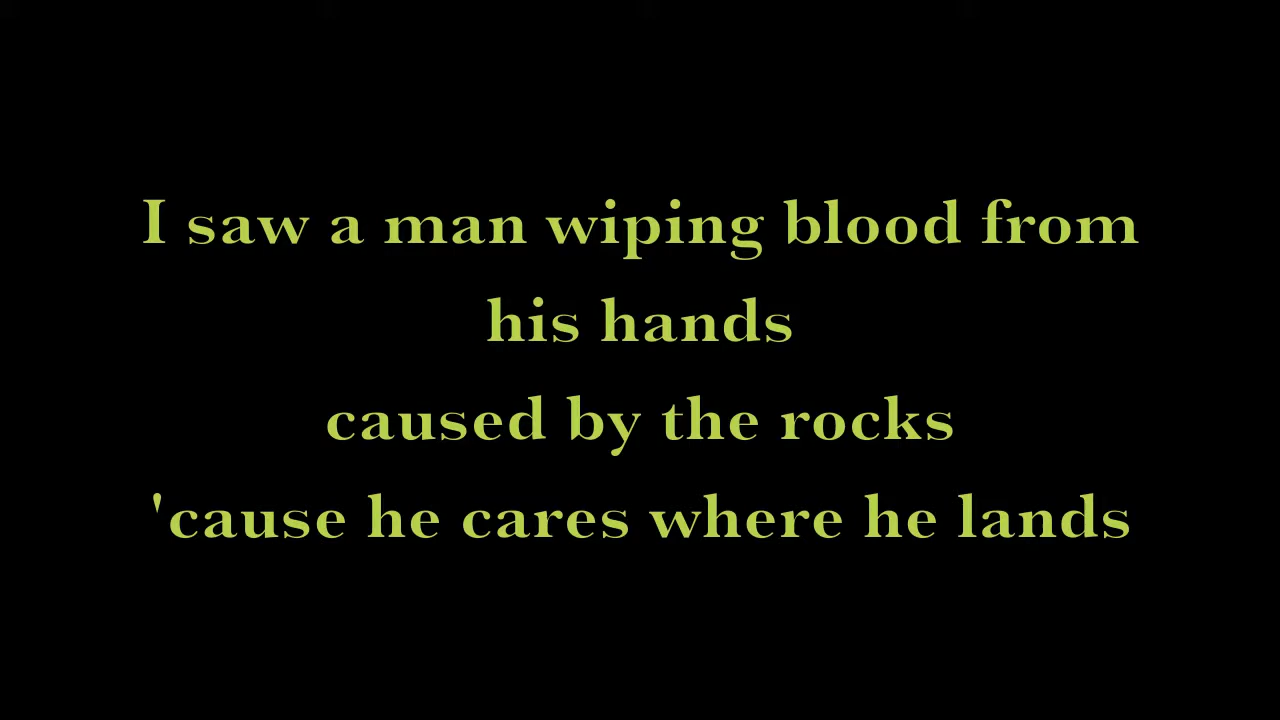 I saw a man wiping blood from
his hands
caused by the rocks
'cause he cares where he lands